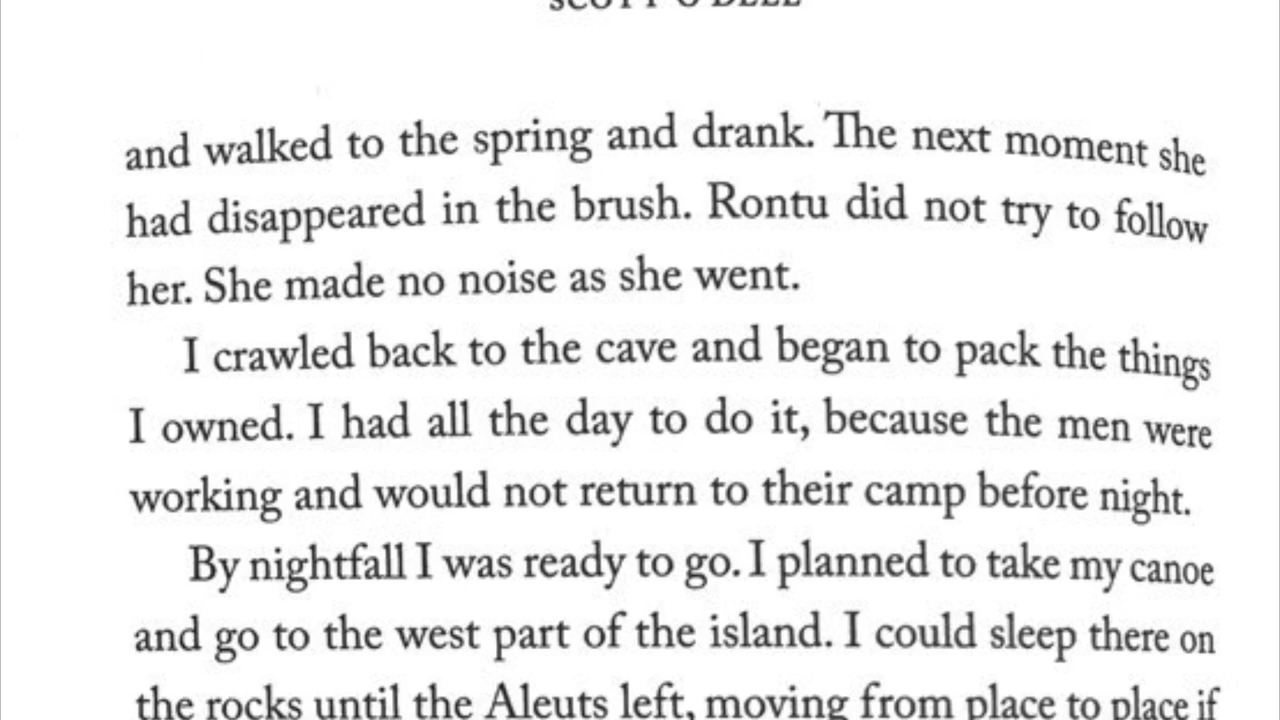 SCOTT O'DELL
and walked to the spring and drank. The next moment she
had disappeared in the brush. Rontu did not try to follow
her. She made no noise as she went.
I crawled back to the cave and began to pack the things
I owned. I had all the day to do it, because the men were
working and would not return to their camp before night.
By nightfall I was ready to go. I planned to take my canoe
and go to the west part of the island. I could sleep there on
the rocks until the Aleuts left, moving from place to place if